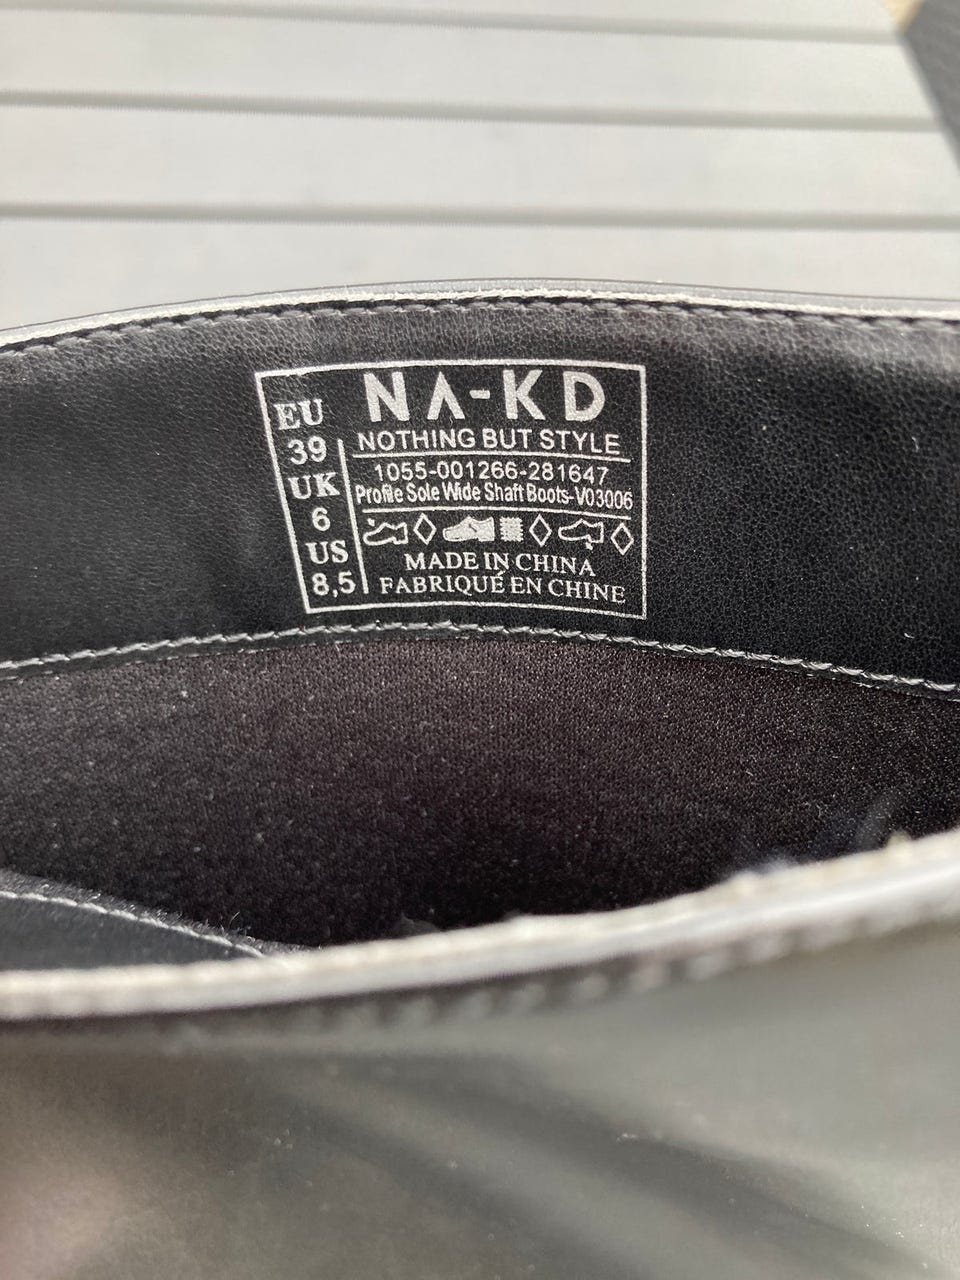 EU
39
UK
6
US
8,5
NA-KD
NOTHING BUT STYLE
1055-001266-281647
Profile Sole Wide Shaft Boots-V03006
MADE IN CHINA
FABRIQUÉ EN CHINE